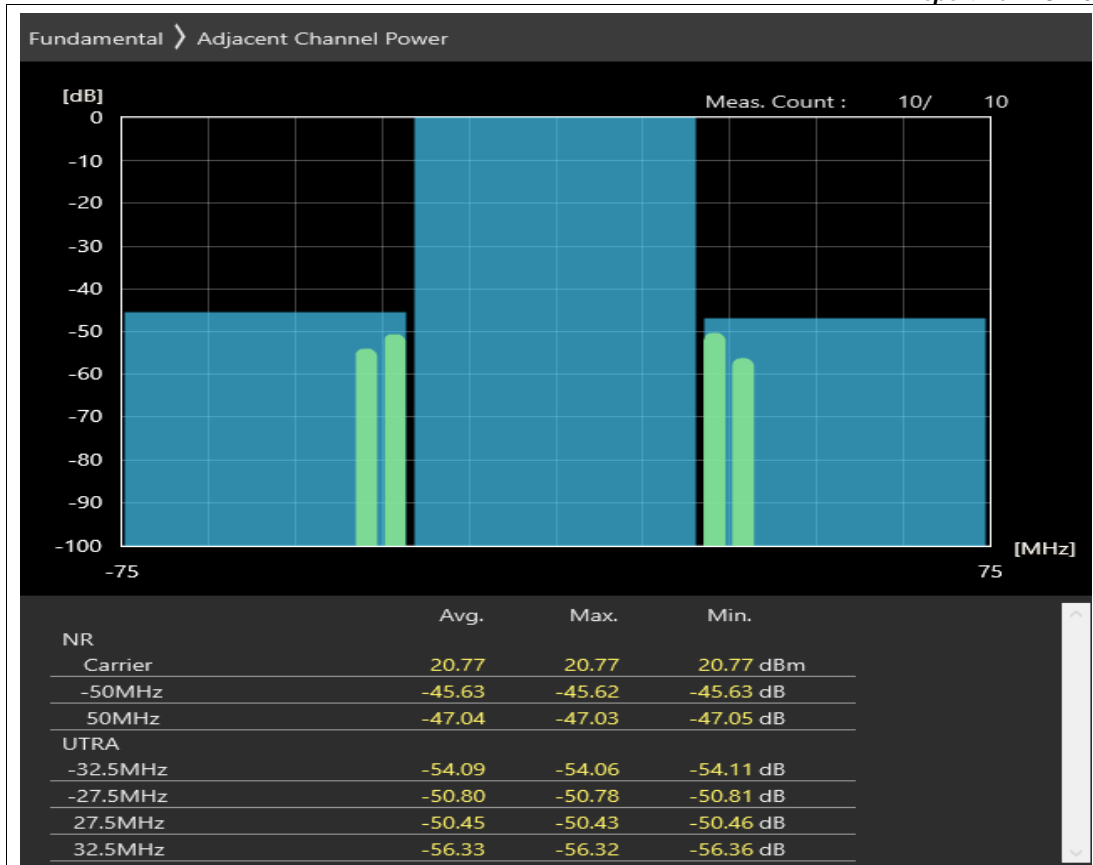 Fundamental 〉 Adjacent Channel Power
[dB]
Meas. Count : 10/ 10
0
-10
-20
-30
-40
-50
-60
-70
-80
-90
-100
[MHz]
-75 75
Avg. Max. Min.
NR
Carrier 20.77 20.77 20.77 dBm
-50MHz -45.63 -45.62 -45.63 dB
50MHz -47.04 -47.03 -47.05 dB
UTRA
-32.5MHz -54.09 -54.06 -54.11 dB
-27.5MHz -50.80 -50.78 -50.81 dB
27.5MHz -50.45 -50.43 -50.46 dB
32.5MHz -56.33 -56.32 -56.36 dB